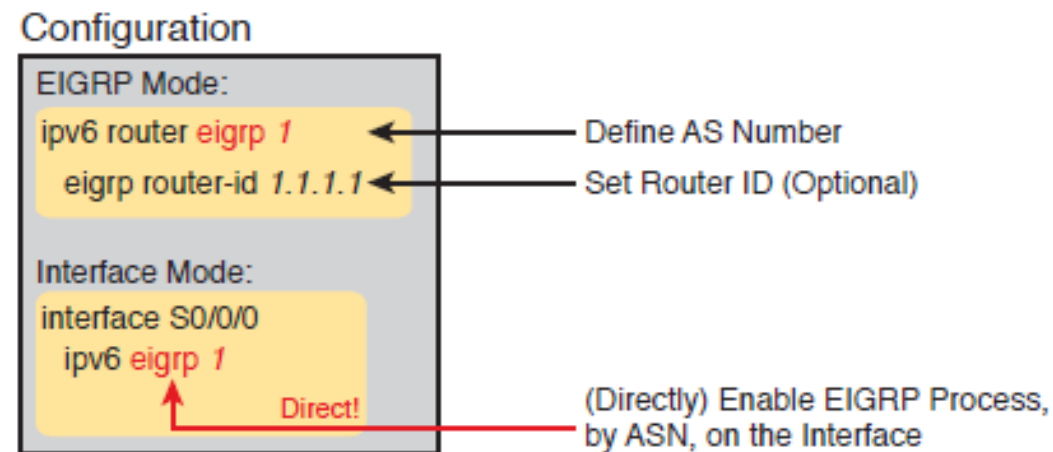 Configuration
EIGRP Mode:
ipv6 router eigrp 1
Define AS Number
eigrp router-id 1.1.1.1
Set Router ID (Optional)
Interface Mode:
interface S0/0/0
ipv6 eigrp 1
Direct!
(Directly) Enable EIGRP Process,
by ASN, on the Interface